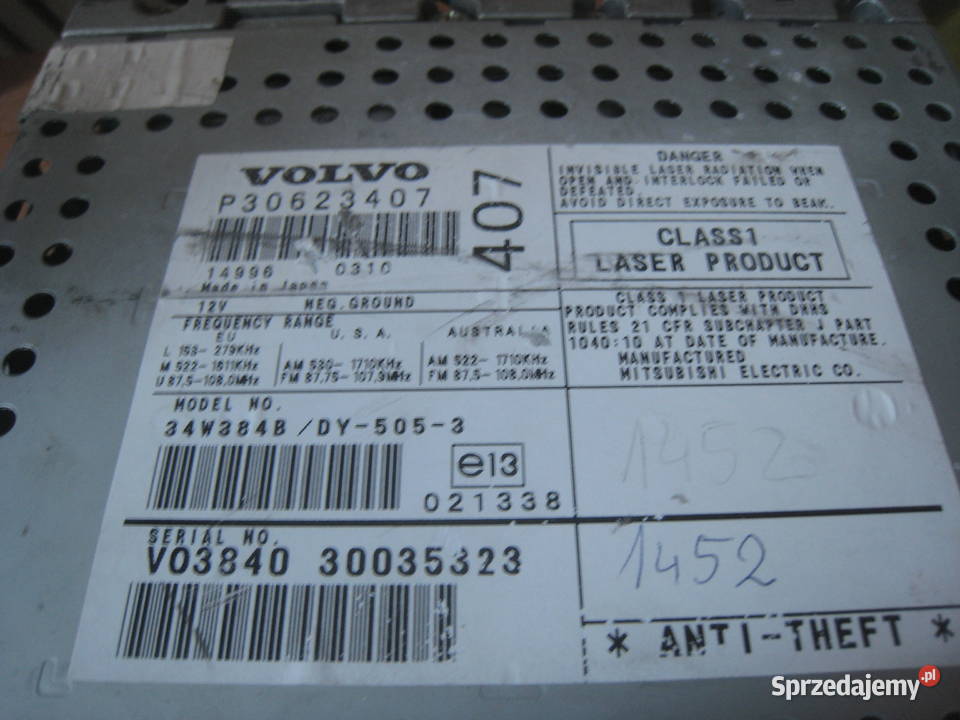 VOLVO
P30623407
407
14996 0310
Made in Japan
12V NEG. GROUND
FREQUENCY RANGE
EU
L 153-279KHz
M 522-1611KHz
U 87,5-108,0MHz
U.S.A.
AM 530-1710KHz
FM 87,75-107,9MHz
AUSTRALIA
AM 522-1710KHz
FM 87,5-108,0MHz
MODEL NO.
34W384B/DY-505-3
e13
021338
SERIAL NO.
VO3840 30035323
DANGER
INVISIBLE LASER RADIATION WHEN
OPEN AND INTERLOCK FAILED OR
DEFEATED.
AVOID DIRECT EXPOSURE TO BEAM.
CLASS1
LASER PRODUCT
CLASS 1 LASER PRODUCT
PRODUCT COMPLIES WITH DHHS
RULES 21 CFR SUBCHAPTER J PART
1040:10 AT DATE OF MANUFACTURE.
MANUFACTURED
MITSUBISHI ELECTRIC CO.
1452
1452
* ANTI-THEFT *
Sprzedajemy.pl